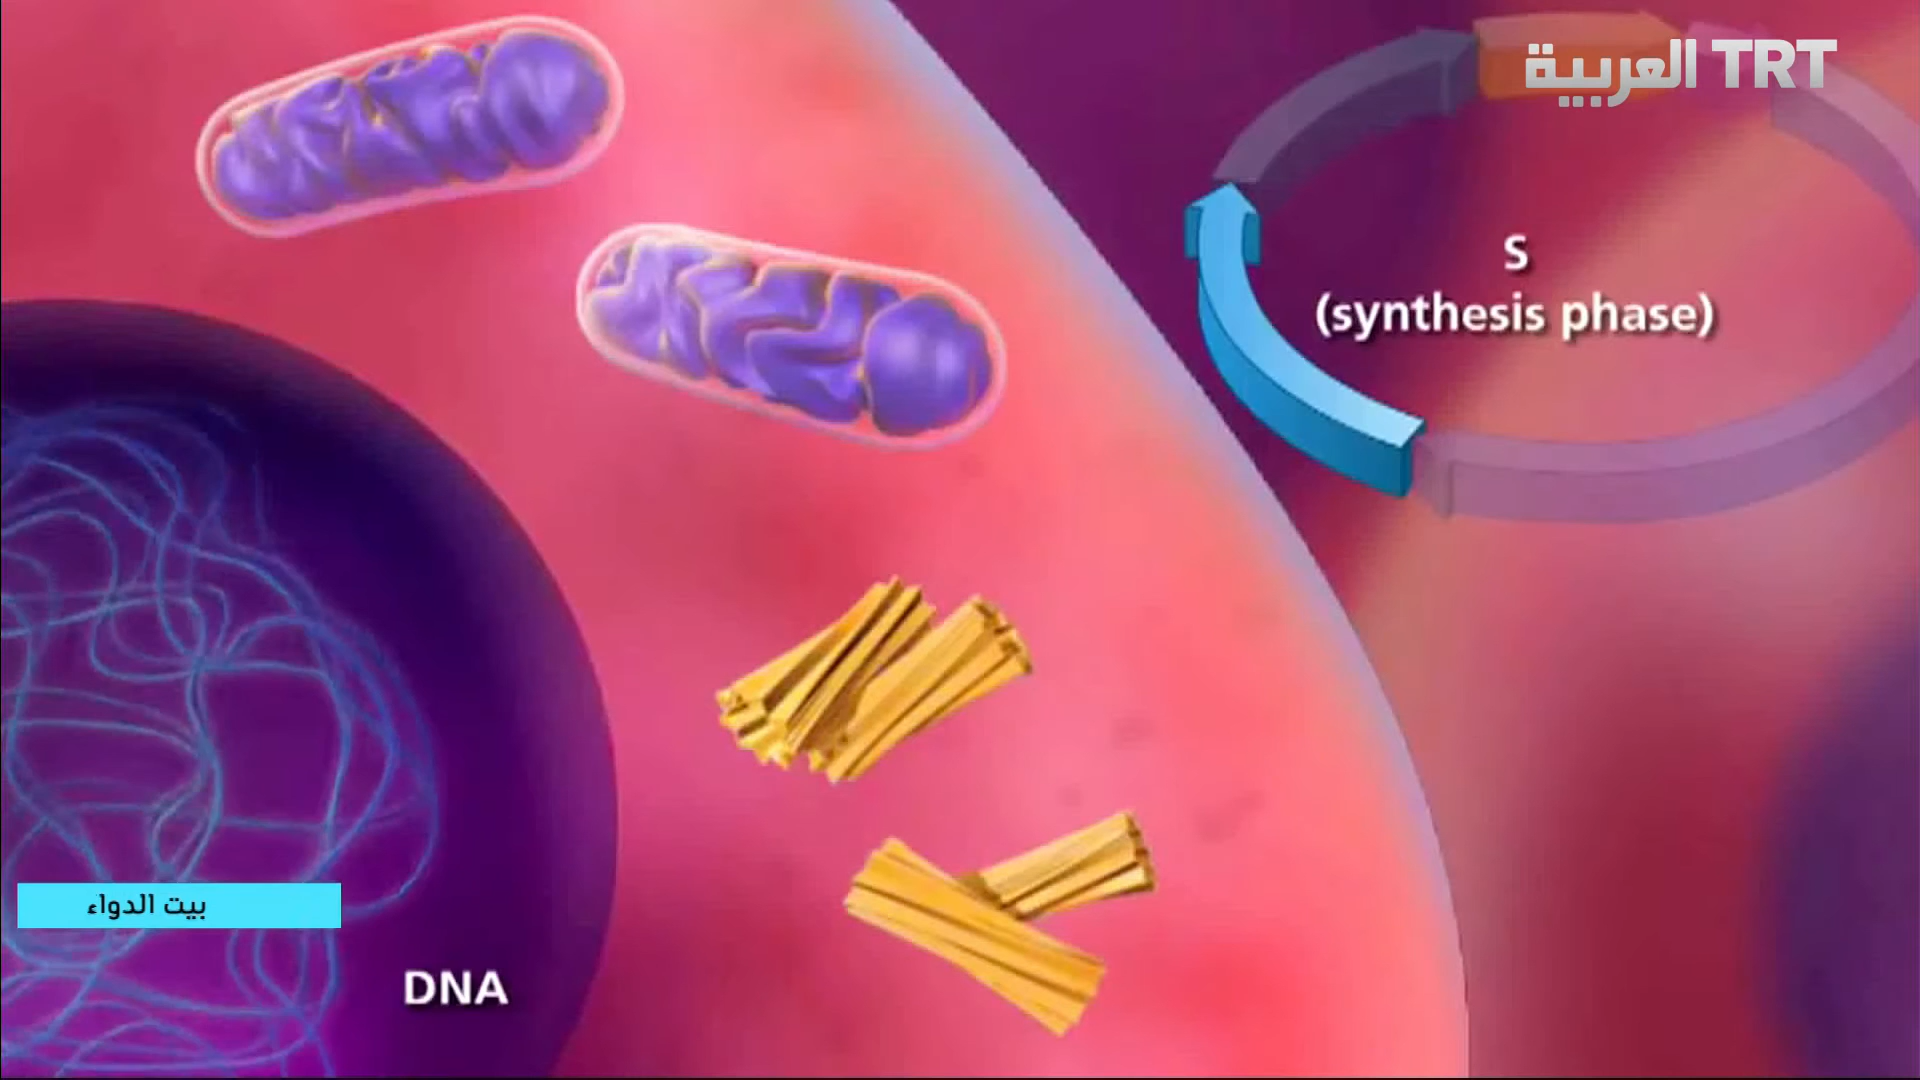 TRT العربية
S
(synthesis phase)
بيت الدواء
DNA